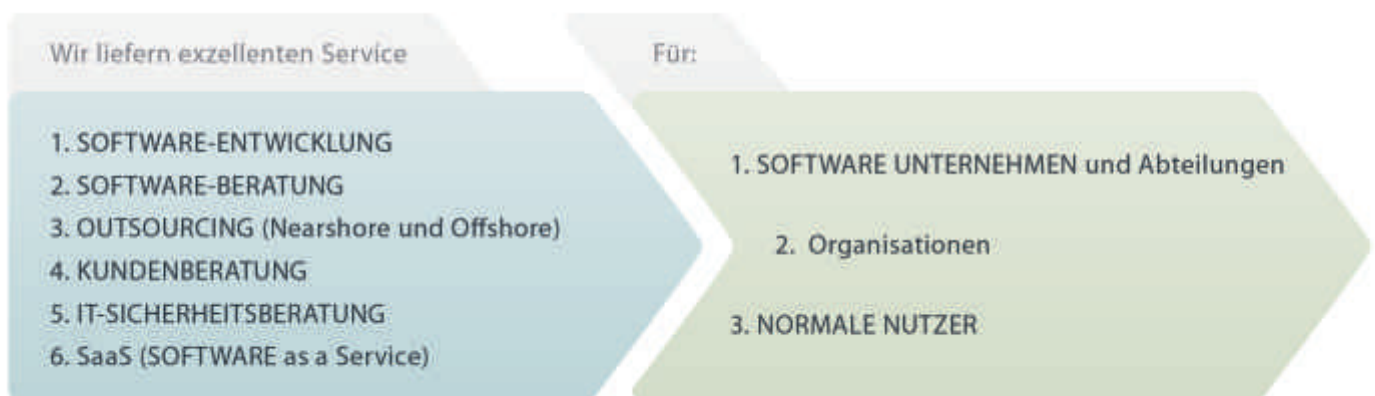 Wir liefern exzellenten Service
1. SOFTWARE-ENTWICKLUNG
2. SOFTWARE-BERATUNG
3. OUTSOURCING (Nearshore und Offshore)
4. KUNDENBERATUNG
5. IT-SICHERHEITSBERATUNG
6. SaaS (SOFTWARE as a Service)
Für:
1. SOFTWARE UNTERNEHMEN und Abteilungen
2. Organisationen
3. NORMALE NUTZER